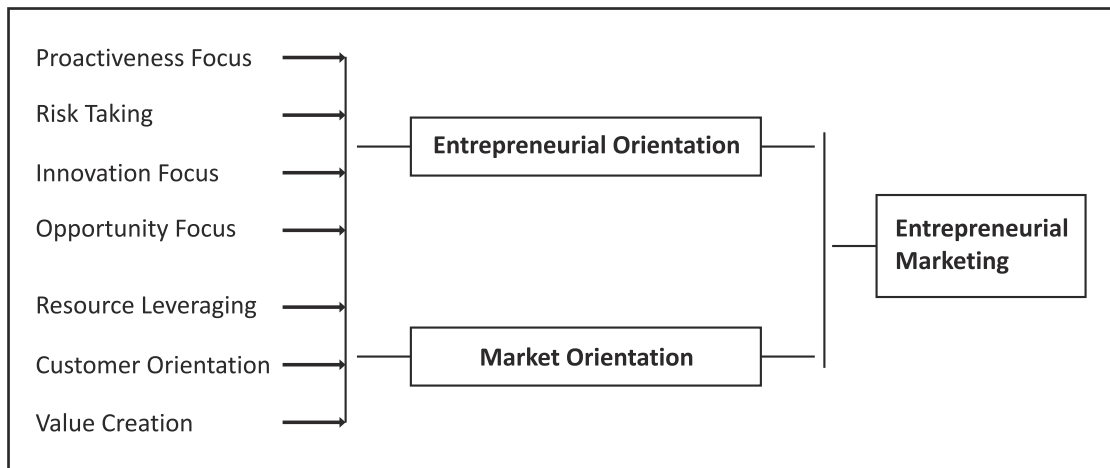 Proactiveness Focus
Risk Taking
Innovation Focus
Opportunity Focus
Resource Leveraging
Customer Orientation
Value Creation
Entrepreneurial Orientation
Market Orientation
Entrepreneurial
Marketing